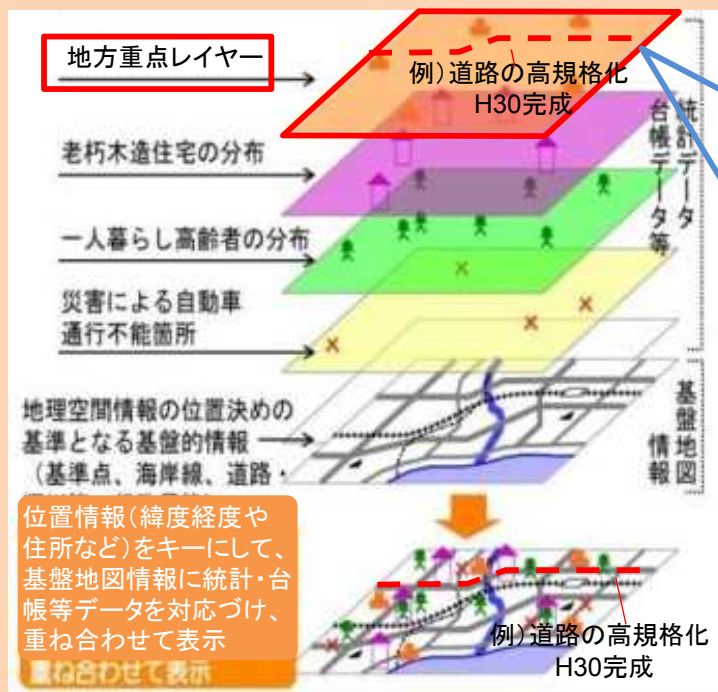 地方重点レイヤー
例）道路の高規格化
H30完成
老朽木造住宅の分布
一人暮らし高齢者の分布
災害による自動車
通行不能箇所
統計データ
台帳データ等
地理空間情報の位置決めの
基準となる基盤的情報
（基準点、海岸線、道路・
基盤地図
情報
位置情報（緯度経度や
住所など）をキーにして、
基盤地図情報に統計・台
帳等データを対応づけ、
重ね合わせて表示
重ね合わせて表示
例）道路の高規格化
H30完成